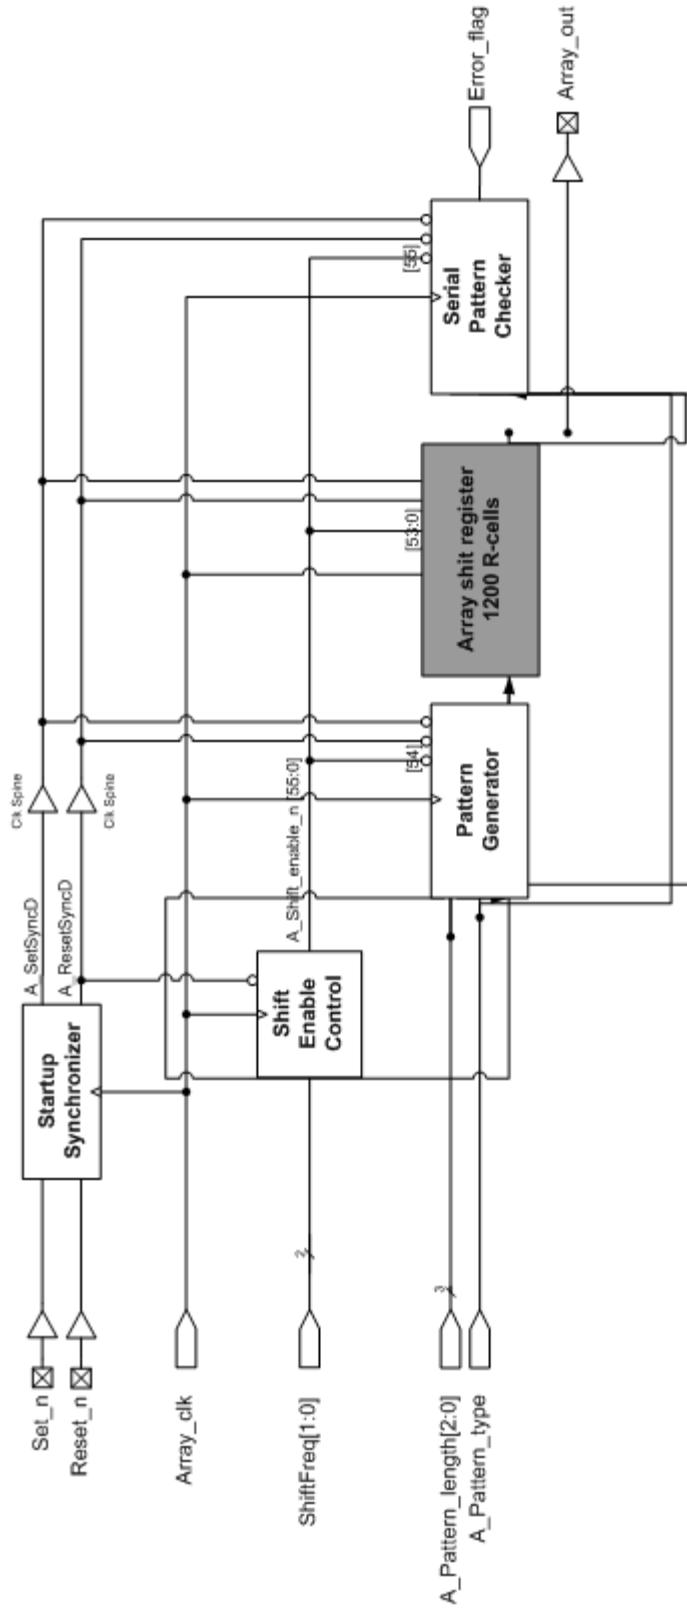 Set_n
Reset_n
Array_clk
ShiftFreq[1:0]
A_Pattern_length[2:0]
A_Pattern_type
2
3
Startup
Synchronizer
A_SetSyncD
A_ResetSyncD
Clk Spine
Clk Spine
Shift
Enable
Control
A_Shift_enable_n [55:0]
Pattern
Generator
[54]
Array shit register
1200 R-cells
[53:0]
Serial
Pattern
Checker
[55]
Error_flag
Array_out